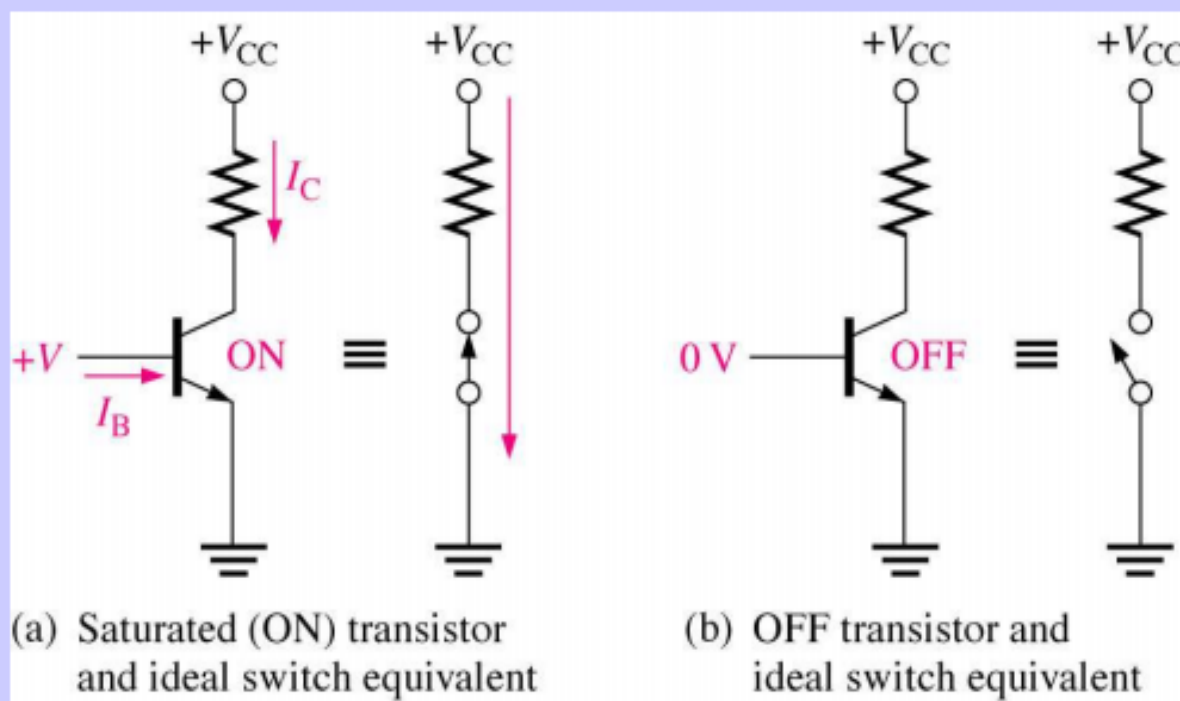 +VCC +VCC +VCC +VCC
IC
+V ON ≡ 0 V OFF ≡
IB
(a) Saturated (ON) transistor
and ideal switch equivalent
(b) OFF transistor and
ideal switch equivalent